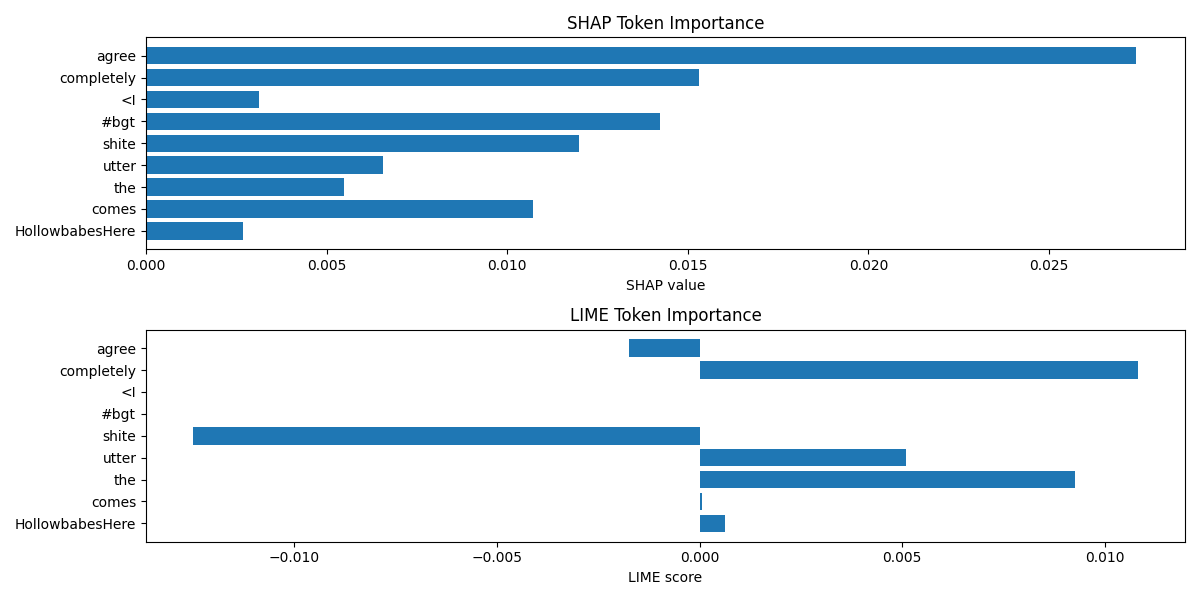 SHAP Token Importance
agree
completely
<I
#bgt
shite
utter
the
comes
HollowbabesHere
0.000 0.005 0.010 0.015 0.020 0.025
SHAP value
LIME Token Importance
agree
completely
<I
#bgt
shite
utter
the
comes
HollowbabesHere
−0.010 −0.005 0.000 0.005 0.010
LIME score